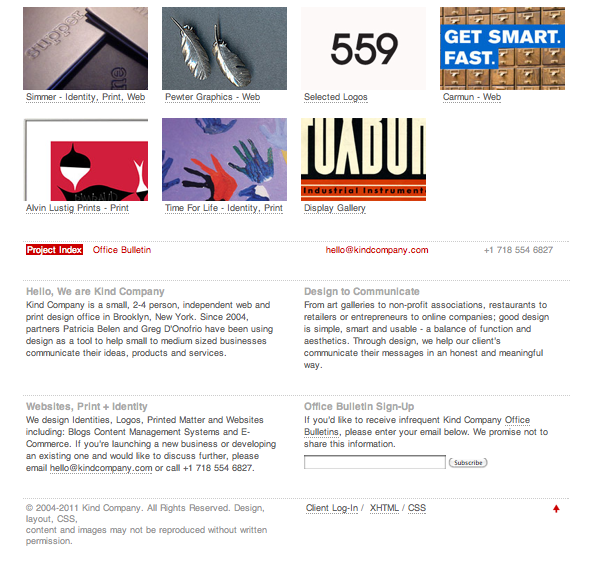 supper
559
GET SMART.
FAST.
Simmer - Identity, Print, Web
Pewter Graphics - Web
Selected Logos
Carmun - Web
Industrial Instrument
Alvin Lustig Prints - Print
Time For Life - Identity, Print
Display Gallery
Project Index Office Bulletin hello@kindcompany.com +1 718 554 6827
Hello, We are Kind Company
Kind Company is a small, 2-4 person, independent web and
print design office in Brooklyn, New York. Since 2004,
partners Patricia Belen and Greg D'Onofrio have been using
design as a tool to help small to medium sized businesses
communicate their ideas, products and services.
Design to Communicate
From art galleries to non-profit associations, restaurants to
retailers or entrepreneurs to online companies; good design
is simple, smart and usable - a balance of function and
aesthetics. Through design, we help our client's
communicate their messages in an honest and meaningful
way.
Websites, Print + Identity
We design Identities, Logos, Printed Matter and Websites
including: Blogs Content Management Systems and E-
Commerce. If you're launching a new business or developing
an existing one and would like to discuss further, please
email hello@kindcompany.com or call +1 718 554 6827.
Office Bulletin Sign-Up
If you'd like to receive infrequent Kind Company Office
Bulletins, please enter your email below. We promise not to
share this information.
Subscribe
© 2004-2011 Kind Company. All Rights Reserved. Design,
layout, CSS,
content and images may not be reproduced without written
permission.
Client Log-In / XHTML / CSS